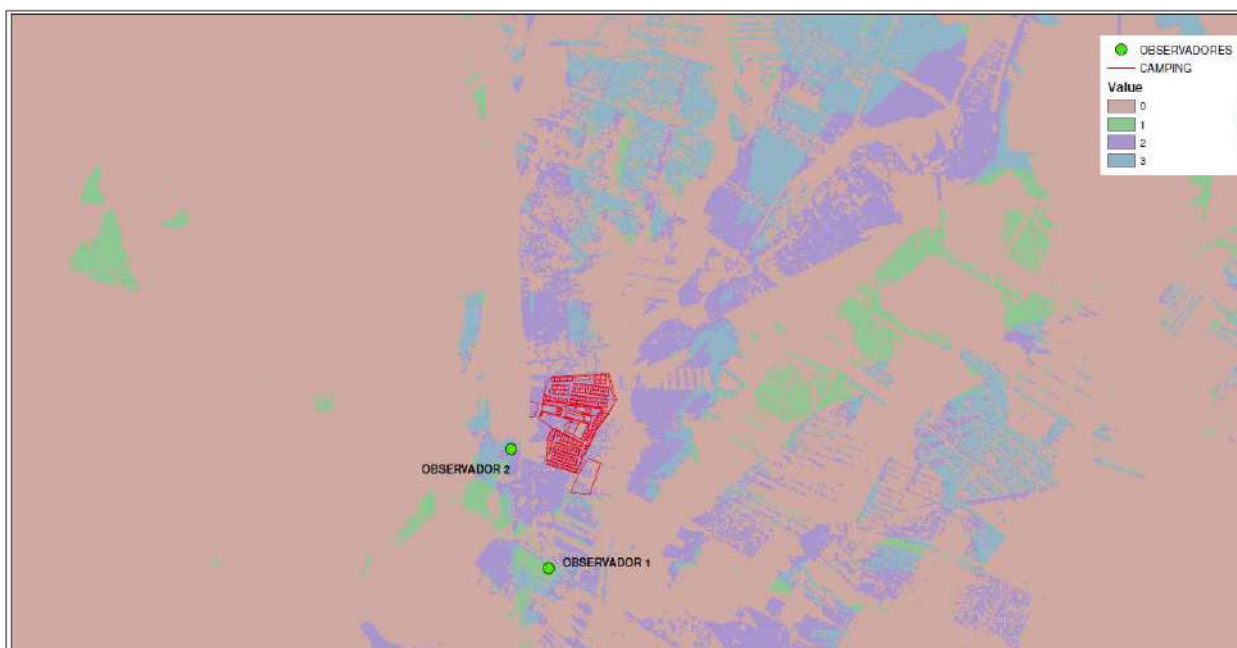 OBSERVADORES
CAMPING
Value
0
1
2
3
OBSERVADOR 2
OBSERVADOR 1